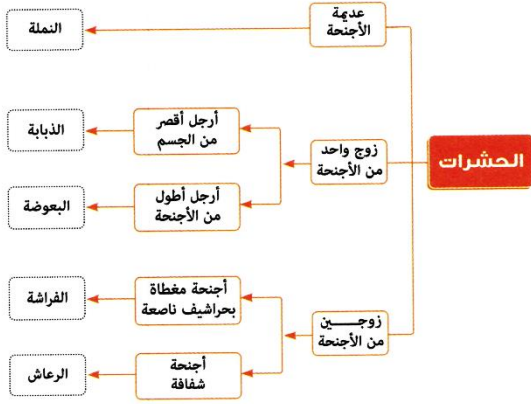 الحشرات
عديمة
الأجنحة
النملة
زوج واحد
من الأجنحة
أرجل أقصر
من الجسم
الذبابة
أرجل أطول
من الأجنحة
البعوضة
زوجـــــين
من الأجنحة
أجنحة مغطاة
بحراشيف ناصعة
الفراشة
أجنحة
شفافة
الرعاش